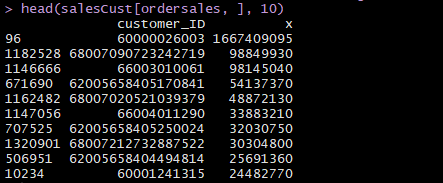 > head(salesCust[ordersales, ], 10)
customer_ID x
96 60000026003 1667409095
1182528 68007090723242719 98849930
1146666 66003010061 98145040
671690 62005658405170841 54137370
1162482 68007020521039379 48872130
1147056 66004011290 33883210
707525 62005658405250024 32030750
1320901 68007212732887522 30304800
506951 62005658404494814 25691360
10234 60001241315 24482770